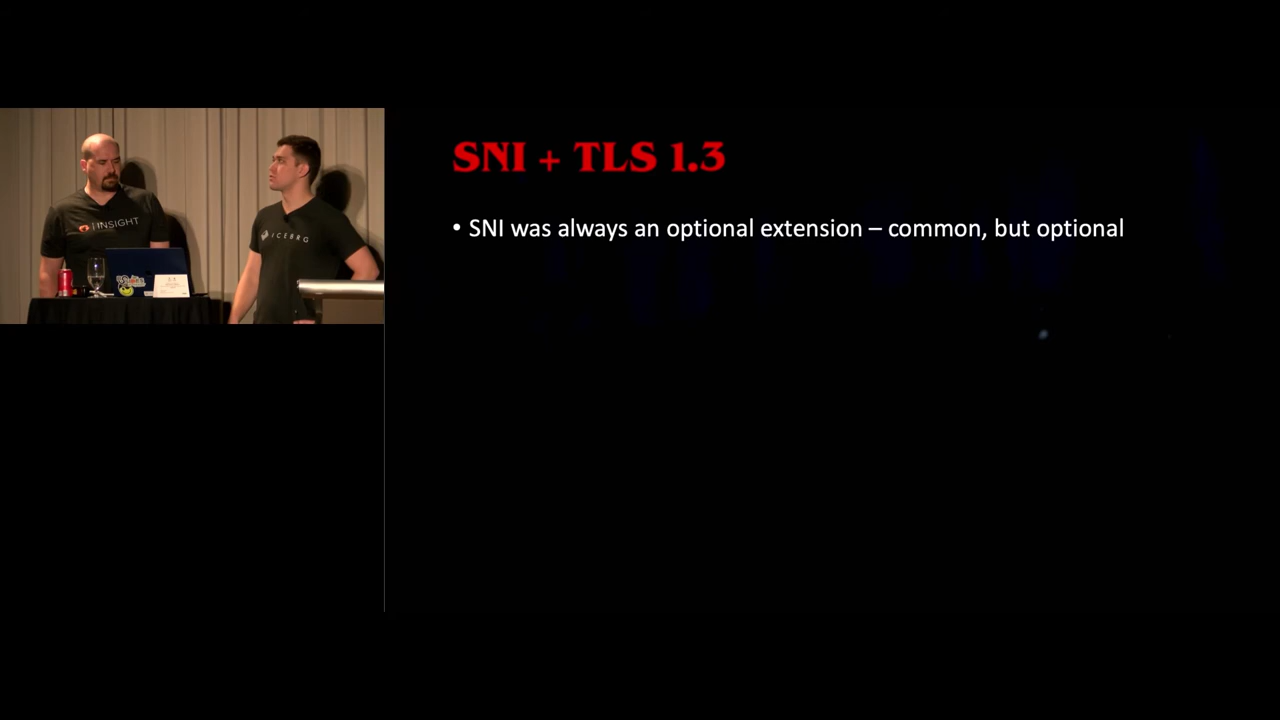 SNI + TLS 1.3
• SNI was always an optional extension – common, but optional
INSIGHT
ICEBRG